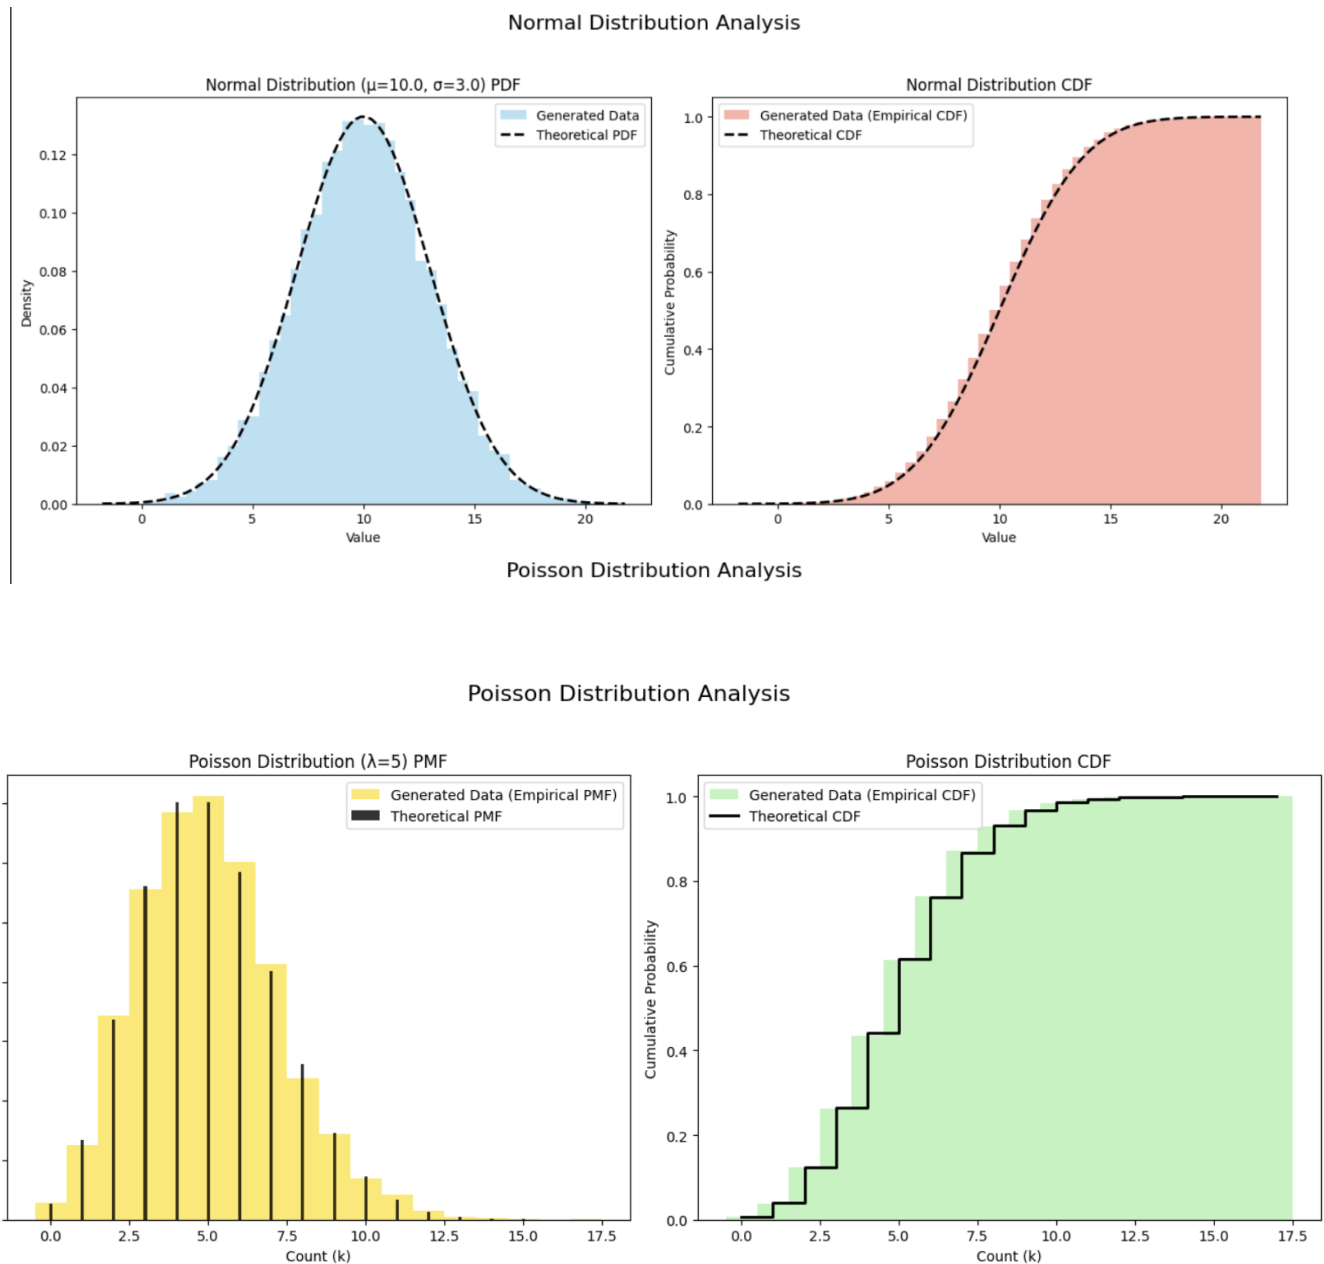 Normal Distribution Analysis
Normal Distribution (μ=10.0, σ=3.0) PDF
Generated Data
Theoretical PDF
Density
0.12
0.10
0.08
0.06
0.04
0.02
0.00
0 5 10 15 20
Value
Normal Distribution CDF
Generated Data (Empirical CDF)
Theoretical CDF
Cumulative Probability
1.0
0.8
0.6
0.4
0.2
0.0
0 5 10 15 20
Value
Poisson Distribution Analysis
Poisson Distribution Analysis
Poisson Distribution (λ=5) PMF
Generated Data (Empirical PMF)
Theoretical PMF
0.0 2.5 5.0 7.5 10.0 12.5 15.0 17.5
Count (k)
Poisson Distribution CDF
Generated Data (Empirical CDF)
Theoretical CDF
Cumulative Probability
1.0
0.8
0.6
0.4
0.2
0.0
0.0 2.5 5.0 7.5 10.0 12.5 15.0 17.5
Count (k)